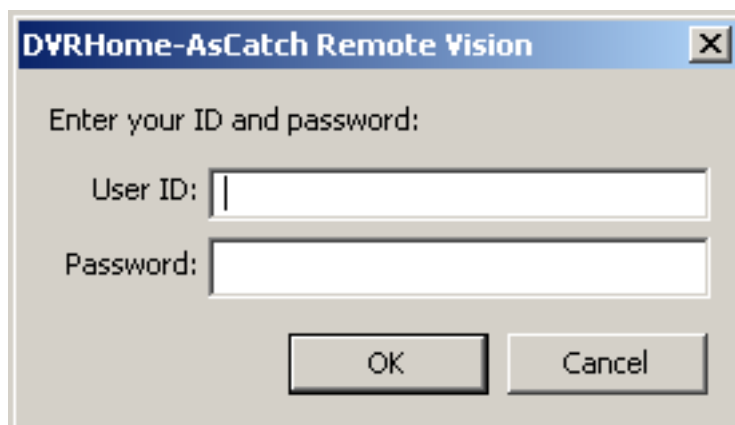 DVRHome-AsCatch Remote Vision
Enter your ID and password:
User ID:
Password:
OK Cancel